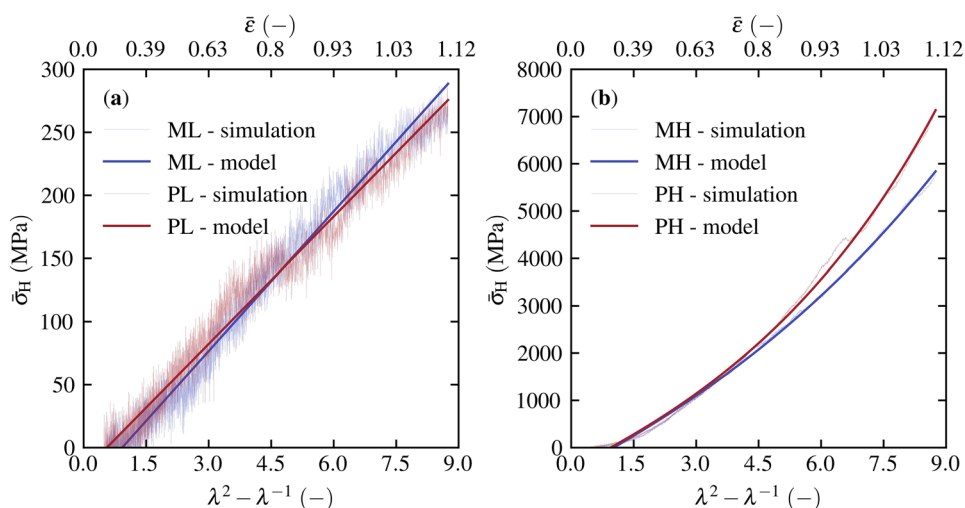 ε̄ (−)
0.0 0.39 0.63 0.8 0.93 1.03 1.12
300
250
200
150
100
50
0
σ̄H (MPa)
(a)
ML - simulation
ML - model
PL - simulation
PL - model
0.0 1.5 3.0 4.5 6.0 7.5 9.0
λ² − λ⁻¹ (−)
ε̄ (−)
0.0 0.39 0.63 0.8 0.93 1.03 1.12
8000
7000
6000
5000
4000
3000
2000
1000
0
σ̄H (MPa)
(b)
MH - simulation
MH - model
PH - simulation
PH - model
0.0 1.5 3.0 4.5 6.0 7.5 9.0
λ² − λ⁻¹ (−)